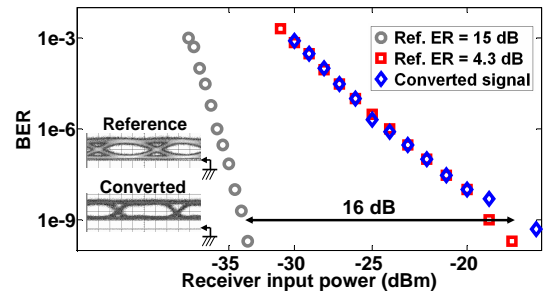 1e-3
1e-6
1e-9
BER
Ref. ER = 15 dB
Ref. ER = 4.3 dB
Converted signal
Reference
Converted
16 dB
-35
-30
-25
-20
Receiver input power (dBm)